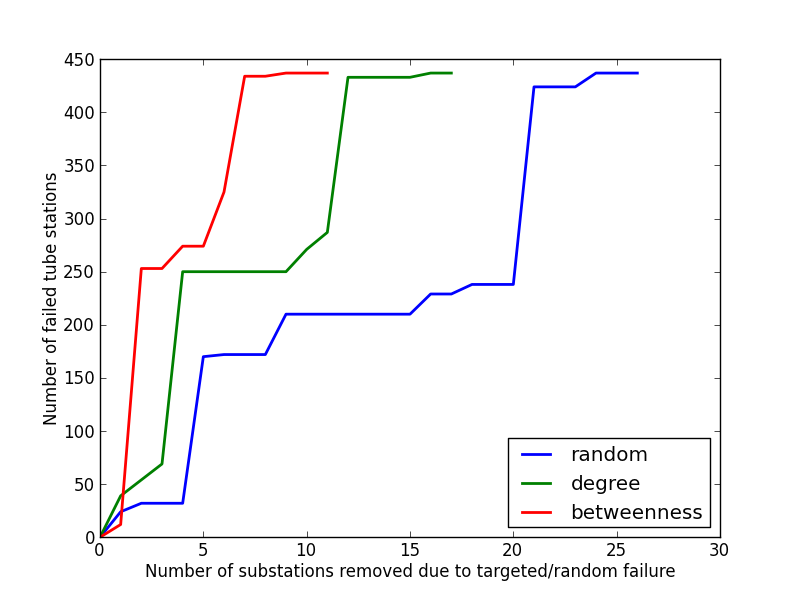 450
400
350
300
250
200
150
100
50
0
Number of failed tube stations
random
degree
betweenness
0 5 10 15 20 25 30
Number of substations removed due to targeted/random failure